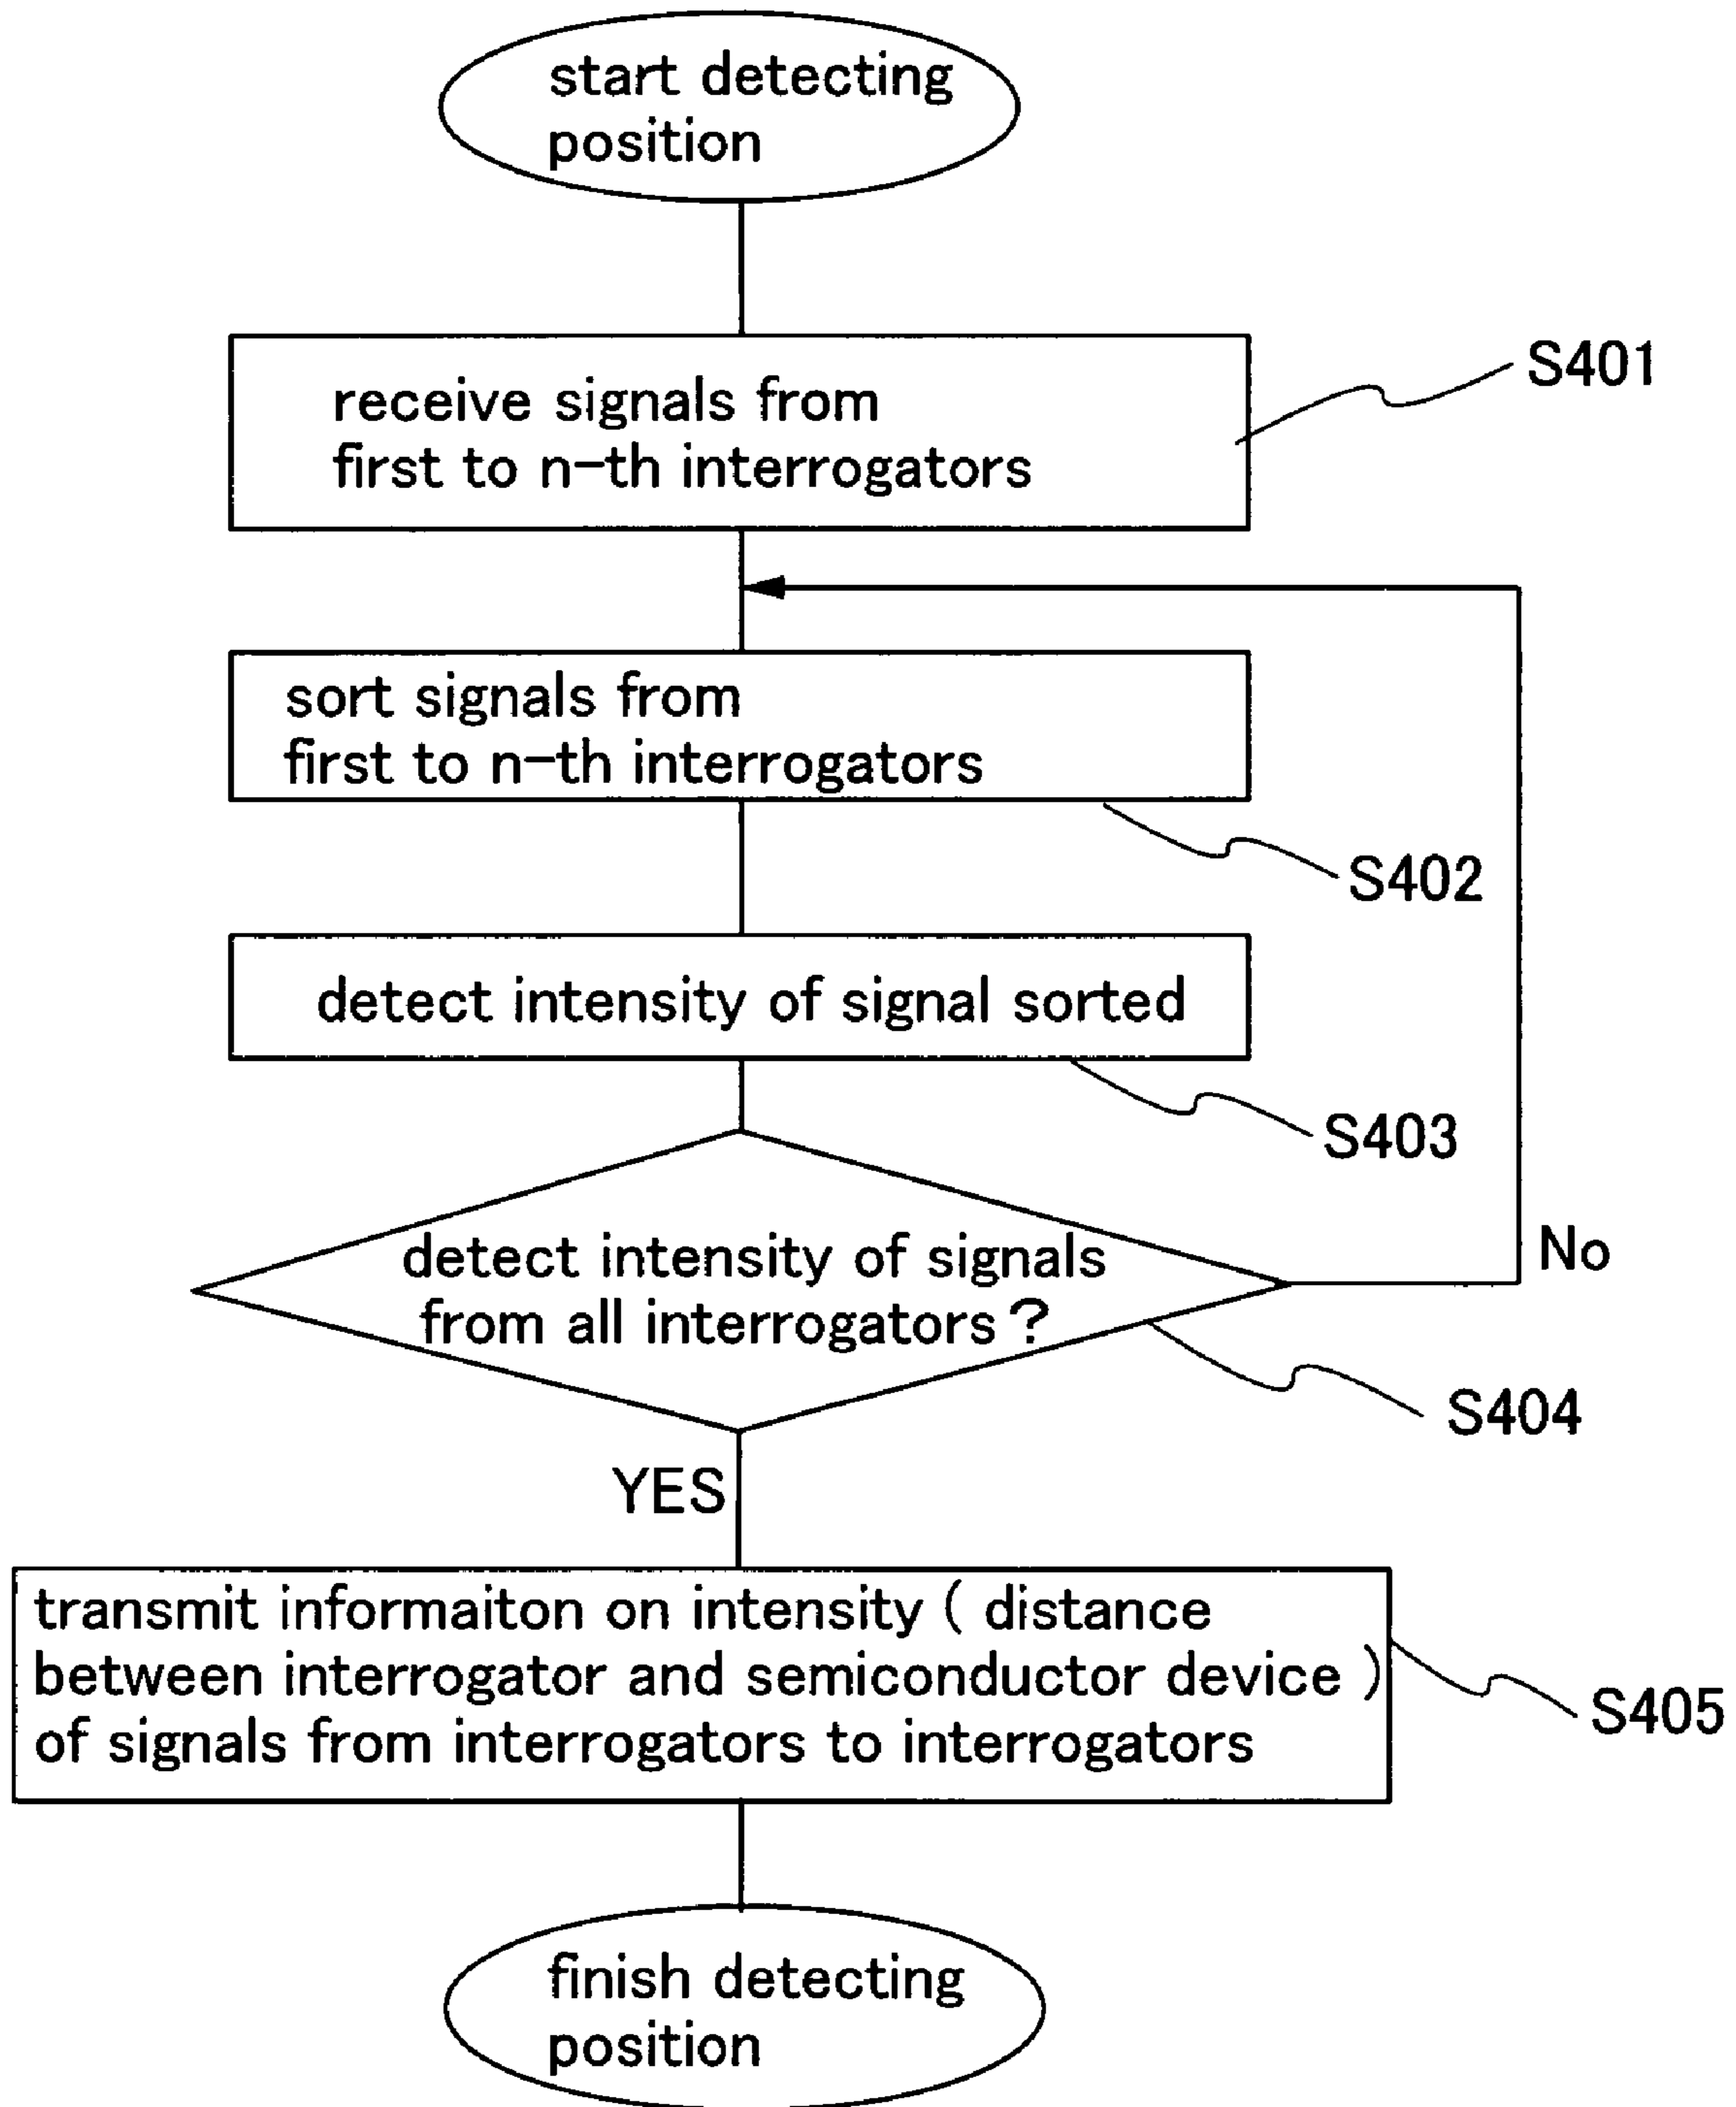 start detecting
position
receive signals from
first to n-th interrogators
S401
sort signals from
first to n-th interrogators
S402
detect intensity of signal sorted
S403
detect intensity of signals
from all interrogators?
No
S404
YES
transmit informaiton on intensity ( distance
between interrogator and semiconductor device )
of signals from interrogators to interrogators
S405
finish detecting
position